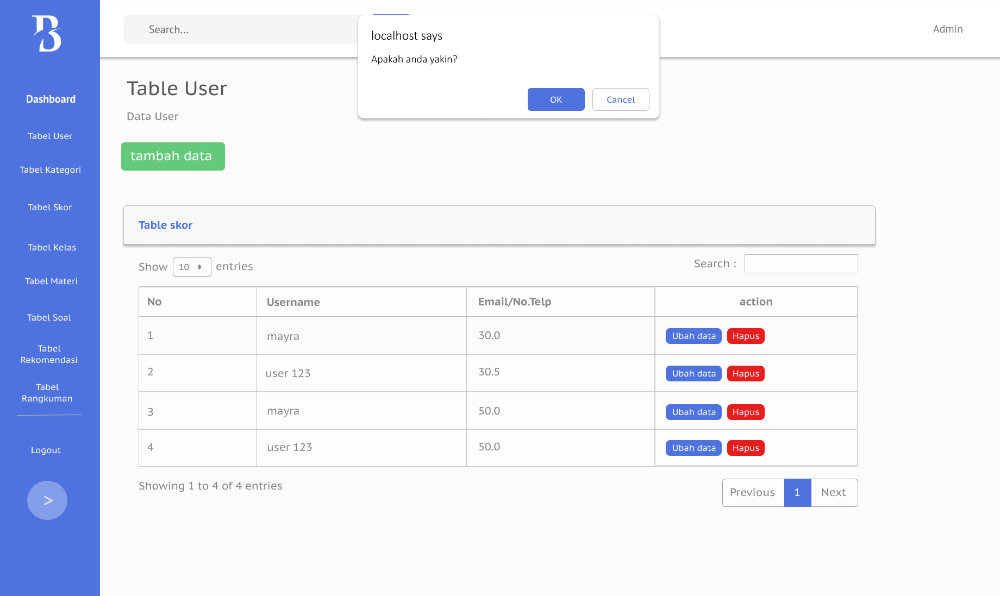 B
Dashboard
Tabel User
Tabel Kategori
Tabel Skor
Tabel Kelas
Tabel Materi
Tabel Soal
Tabel
Rekomendasi
Tabel
Rangkuman
Logout
>
Search...
Admin
localhost says
Apakah anda yakin?
OK Cancel
Table User
Data User
tambah data
Table skor
Show 10 entries Search :
No Username Email/No.Telp action
1 mayra 30.0 Ubah data Hapus
2 user 123 30.5 Ubah data Hapus
3 mayra 50.0 Ubah data Hapus
4 user 123 50.0 Ubah data Hapus
Showing 1 to 4 of 4 entries Previous 1 Next